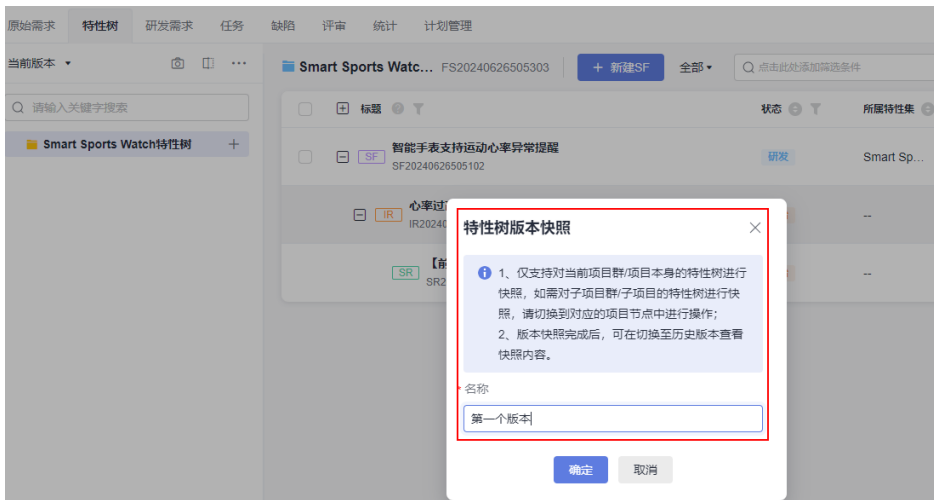 原始需求 特性树 研发需求 任务 缺陷 评审 统计 计划管理
当前版本
Smart Sports Watc... FS20240626505303 + 新建SF 全部 点击此处添加筛选条件
请输入关键字搜索
标题 状态 所属特性集
Smart Sports Watch特性树
SF 智能手表支持运动心率异常提醒 研发 Smart Sp...
SF20240626505102
IR 心率过 --
IR2024
SR 【前 --
SR2
特性树版本快照
1、仅支持对当前项目群/项目本身的特性树进行
快照，如需对子项目群/子项目的特性树进行快
照，请切换到对应的项目节点中进行操作；
2、版本快照完成后，可在切换至历史版本查看
快照内容。
* 名称
第一个版本
确定 取消